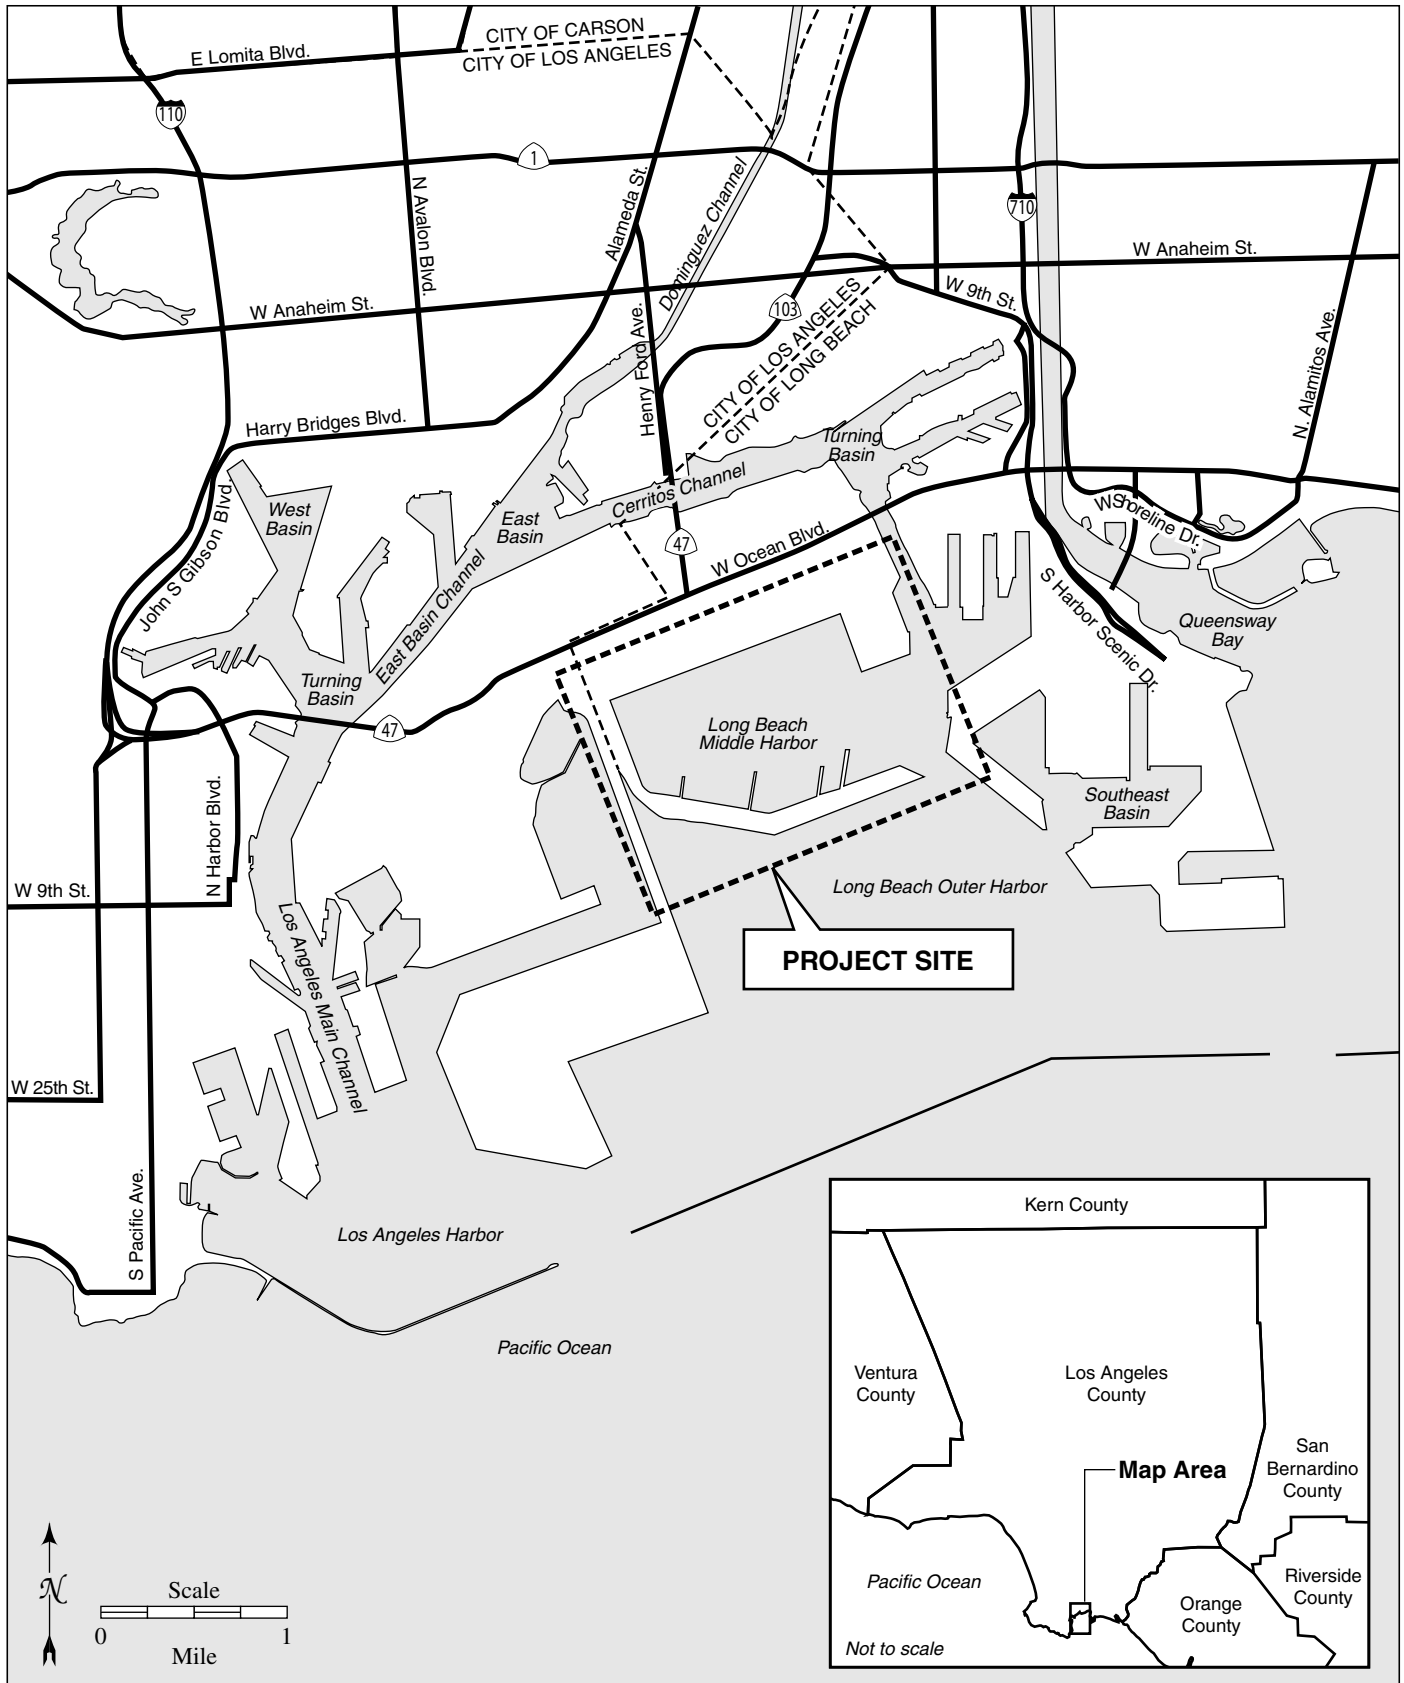 CITY OF CARSON
CITY OF LOS ANGELES
E Lomita Blvd.
110
1
N Avalon Blvd.
Alameda St.
Dominguez Channel
710
W Anaheim St.
W Anaheim St.
103
W 9th St.
CITY OF LOS ANGELES
CITY OF LONG BEACH
Henry Ford Ave.
N. Alamitos Ave.
Harry Bridges Blvd.
Turning
Basin
Cerritos Channel
West
Basin
East
Basin
John S Gibson Blvd.
47
W Ocean Blvd.
W Shoreline Dr.
East Basin Channel
S Harbor Scenic Dr.
Queensway
Bay
Turning
Basin
47
Long Beach
Middle Harbor
N Harbor Blvd.
Southeast
Basin
W 9th St.
Long Beach Outer Harbor
Los Angeles Main Channel
PROJECT SITE
W 25th St.
S Pacific Ave.
Los Angeles Harbor
Pacific Ocean
Kern County
Ventura
County
Los Angeles
County
San
Bernardino
County
Map Area
Pacific Ocean
Riverside
County
Orange
County
Not to scale
N
Scale
0 1
Mile